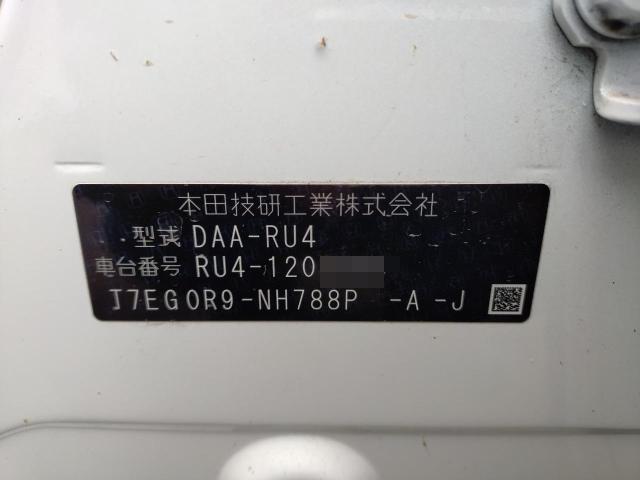 本田技研工業株式会社
型式 DAA-RU4
車台番号 RU4-120
J7EG0R9-NH788P -A -J